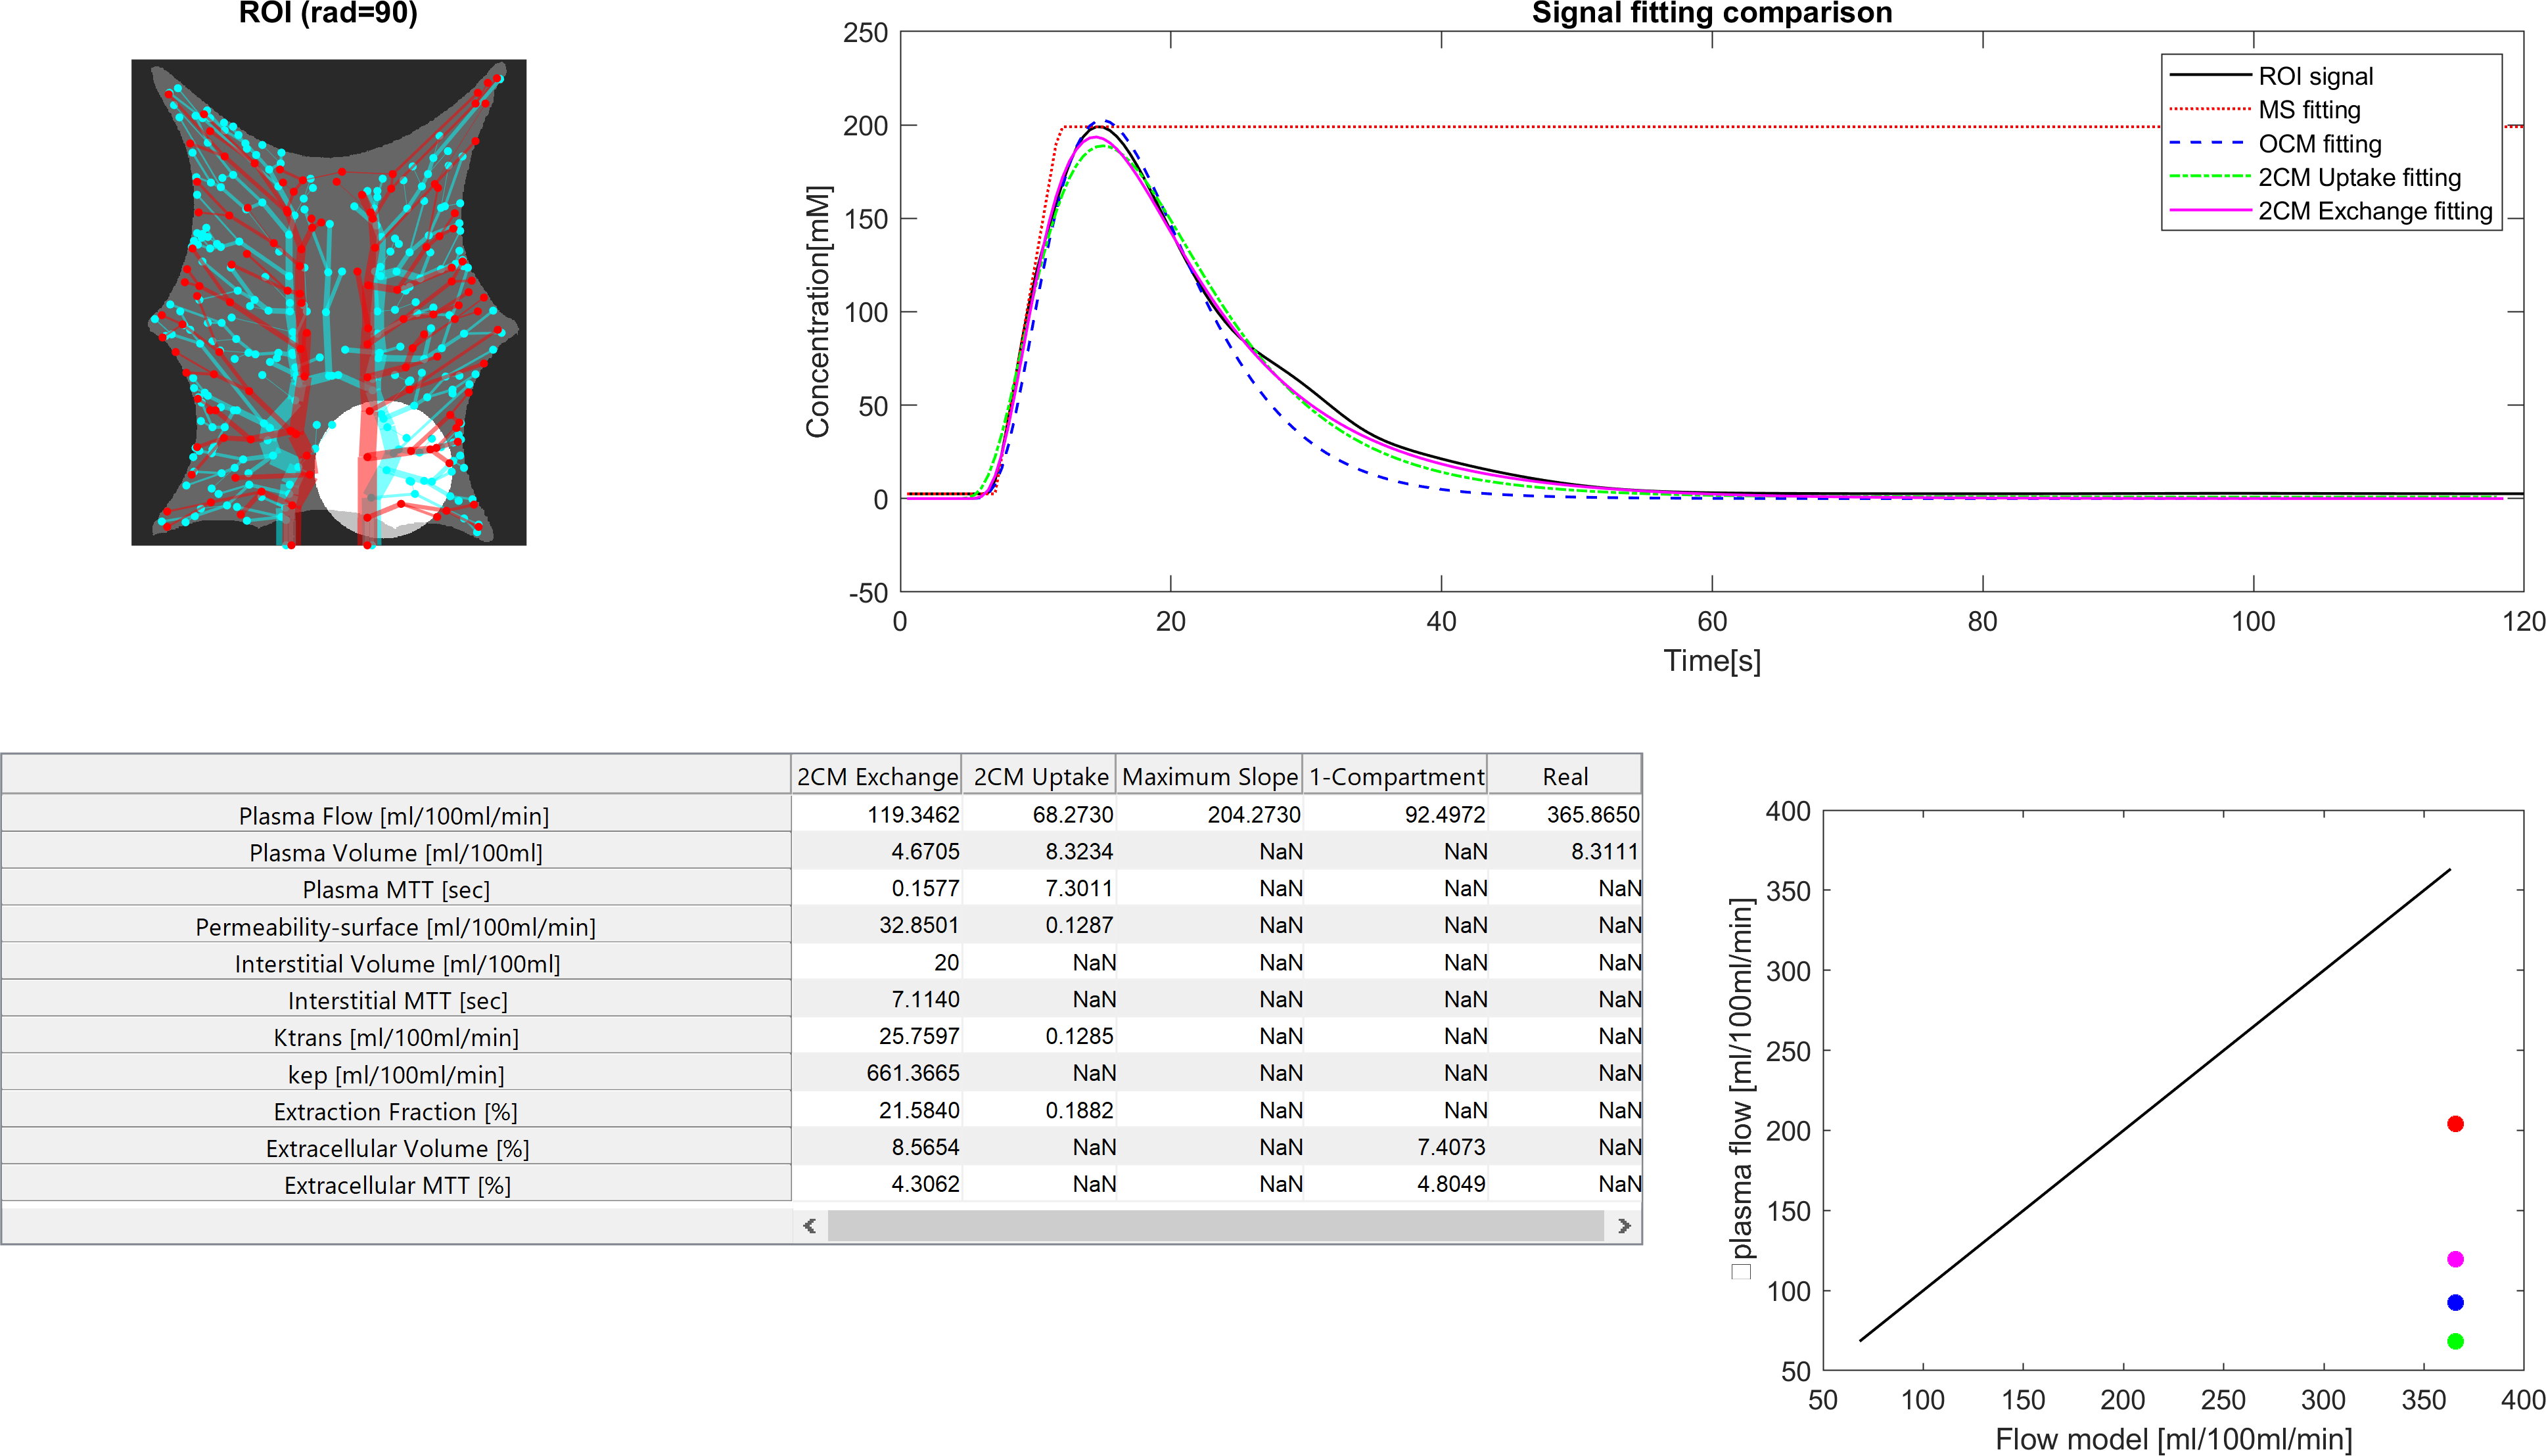 ROI (rad=90)
Signal fitting comparison
250
200
150
100
50
0
-50
Concentration[mM]
0 20 40 60 80 100 120
Time[s]
ROI signal
MS fitting
OCM fitting
2CM Uptake fitting
2CM Exchange fitting
2CM Exchange 2CM Uptake Maximum Slope 1-Compartment Real
Plasma Flow [ml/100ml/min] 119.3462 68.2730 204.2730 92.4972 365.8650
Plasma Volume [ml/100ml] 4.6705 8.3234 NaN NaN 8.3111
Plasma MTT [sec] 0.1577 7.3011 NaN NaN NaN
Permeability-surface [ml/100ml/min] 32.8501 0.1287 NaN NaN NaN
Interstitial Volume [ml/100ml] 20 NaN NaN NaN NaN
Interstitial MTT [sec] 7.1140 NaN NaN NaN NaN
Ktrans [ml/100ml/min] 25.7597 0.1285 NaN NaN NaN
kep [ml/100ml/min] 661.3665 NaN NaN NaN NaN
Extraction Fraction [%] 21.5840 0.1882 NaN NaN NaN
Extracellular Volume [%] 8.5654 NaN NaN 7.4073 NaN
Extracellular MTT [%] 4.3062 NaN NaN 4.8049 NaN
400
350
300
250
200
150
100
50
□plasma flow [ml/100ml/min]
50 100 150 200 250 300 350 400
Flow model [ml/100ml/min]